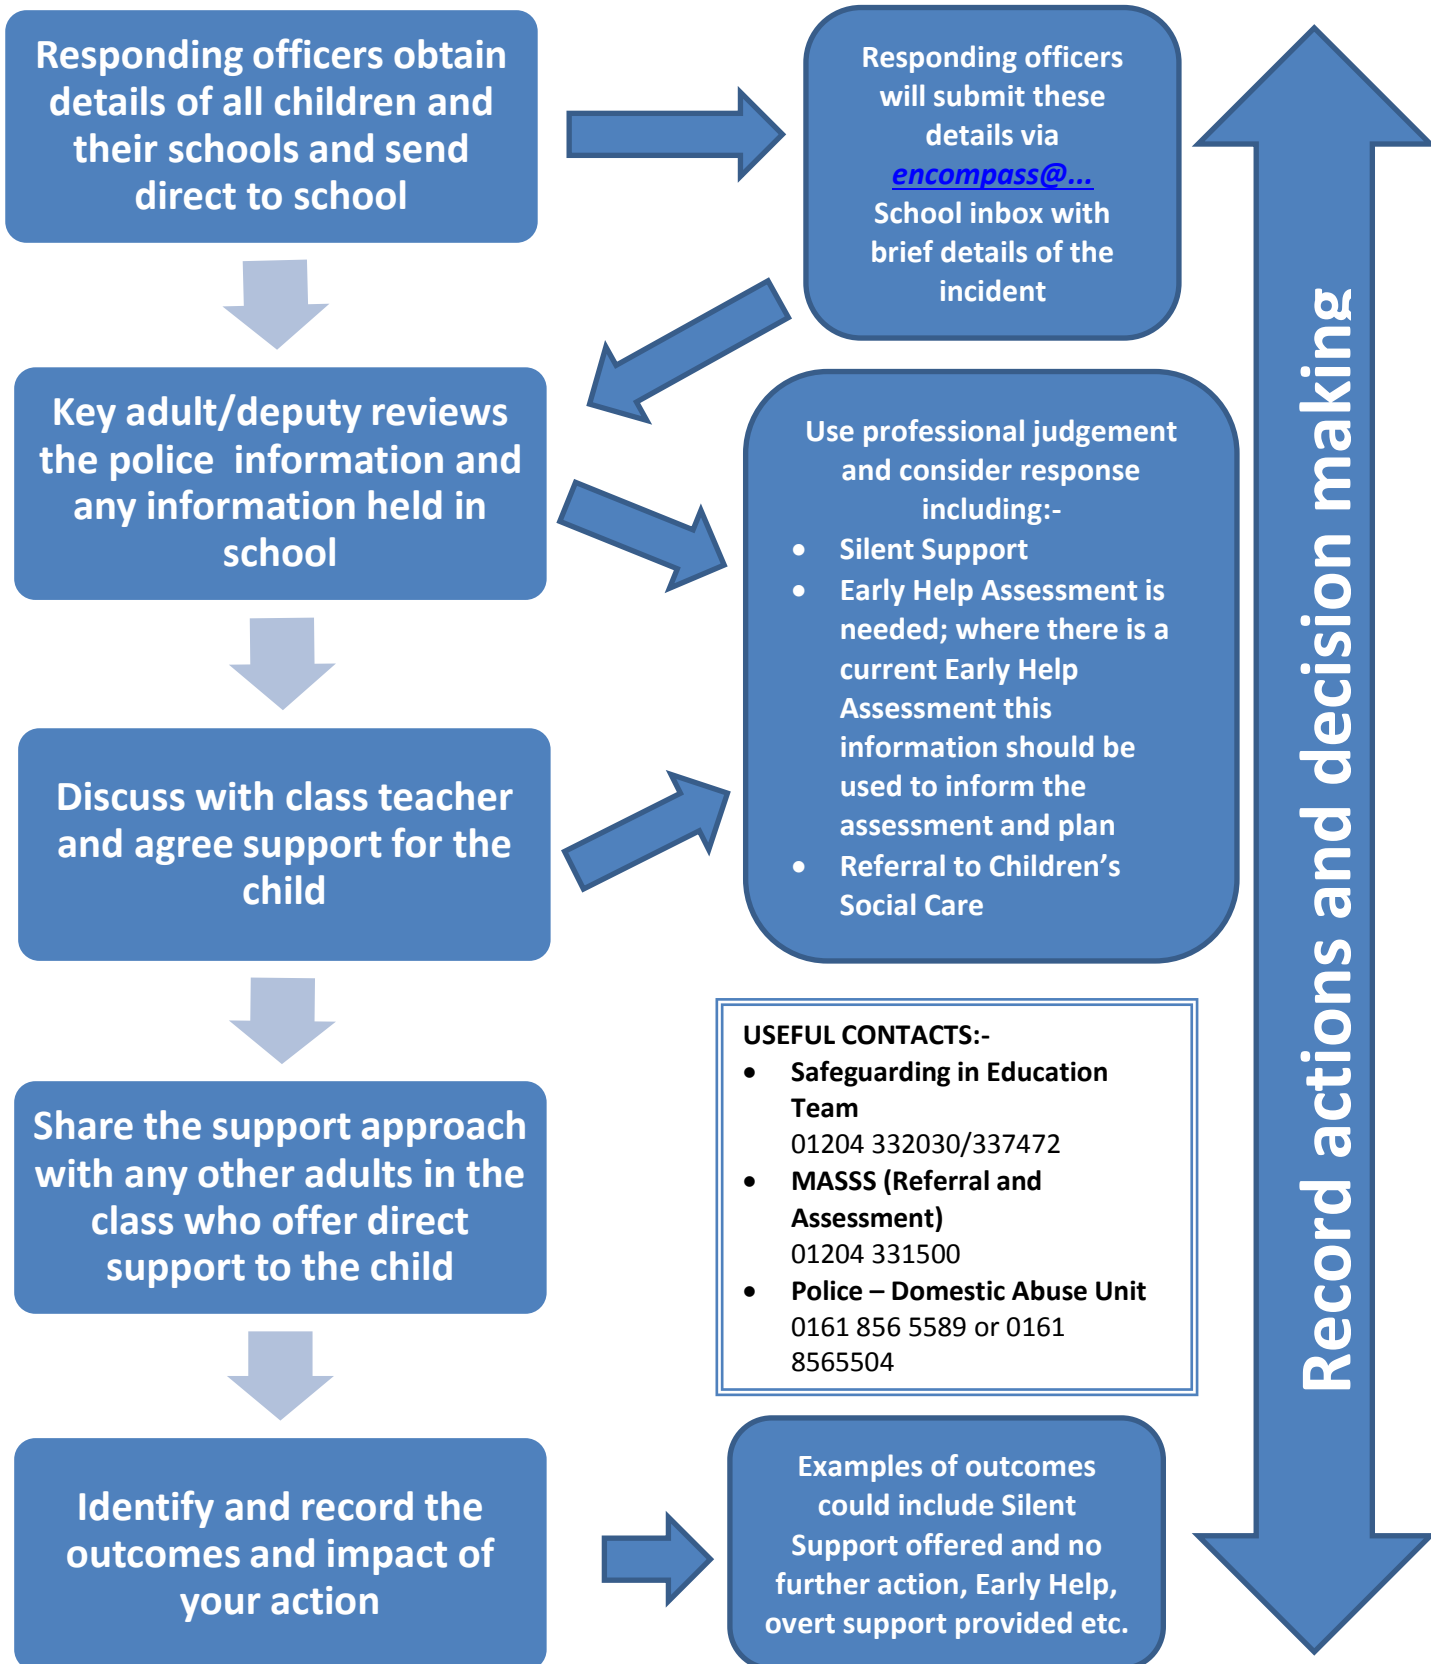 Responding officers obtain
details of all children and
their schools and send
direct to school
Responding officers
will submit these
details via
encompass@...
School inbox with
brief details of the
incident
Key adult/deputy reviews
the police information and
any information held in
school
Use professional judgement
and consider response
including:-
• Silent Support
• Early Help Assessment is
needed; where there is a
current Early Help
Assessment this
information should be
used to inform the
assessment and plan
• Referral to Children's
Social Care
Discuss with class teacher
and agree support for the
child
USEFUL CONTACTS:-
• Safeguarding in Education
Team
01204 332030/337472
• MASSS (Referral and
Assessment)
01204 331500
• Police – Domestic Abuse Unit
0161 856 5589 or 0161
8565504
Share the support approach
with any other adults in the
class who offer direct
support to the child
Identify and record the
outcomes and impact of
your action
Examples of outcomes
could include Silent
Support offered and no
further action, Early Help,
overt support provided etc.
Record actions and decision making